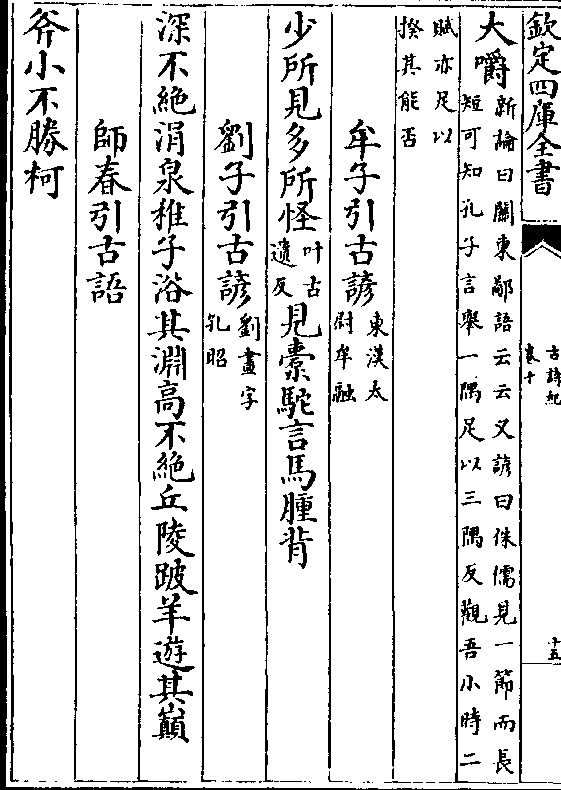 欽定四庫全書
古詩紀
卷十
十五
大嚼新論曰關東鄙語云云又諺曰侏儒見一節而長
短可知孔子言舉一隅足以三隅反觀吾小時二
賦亦足以
揆其能否
牟子引古諺東漢太
尉牟融
少所見多所怪叶古
遺反見橐駝言馬腫背
劉子引古諺劉晝字
孔昭
深不絶涓泉稚子浴其淵高不絶丘陵跛羊遊其巔
師春引古語
斧小不勝柯